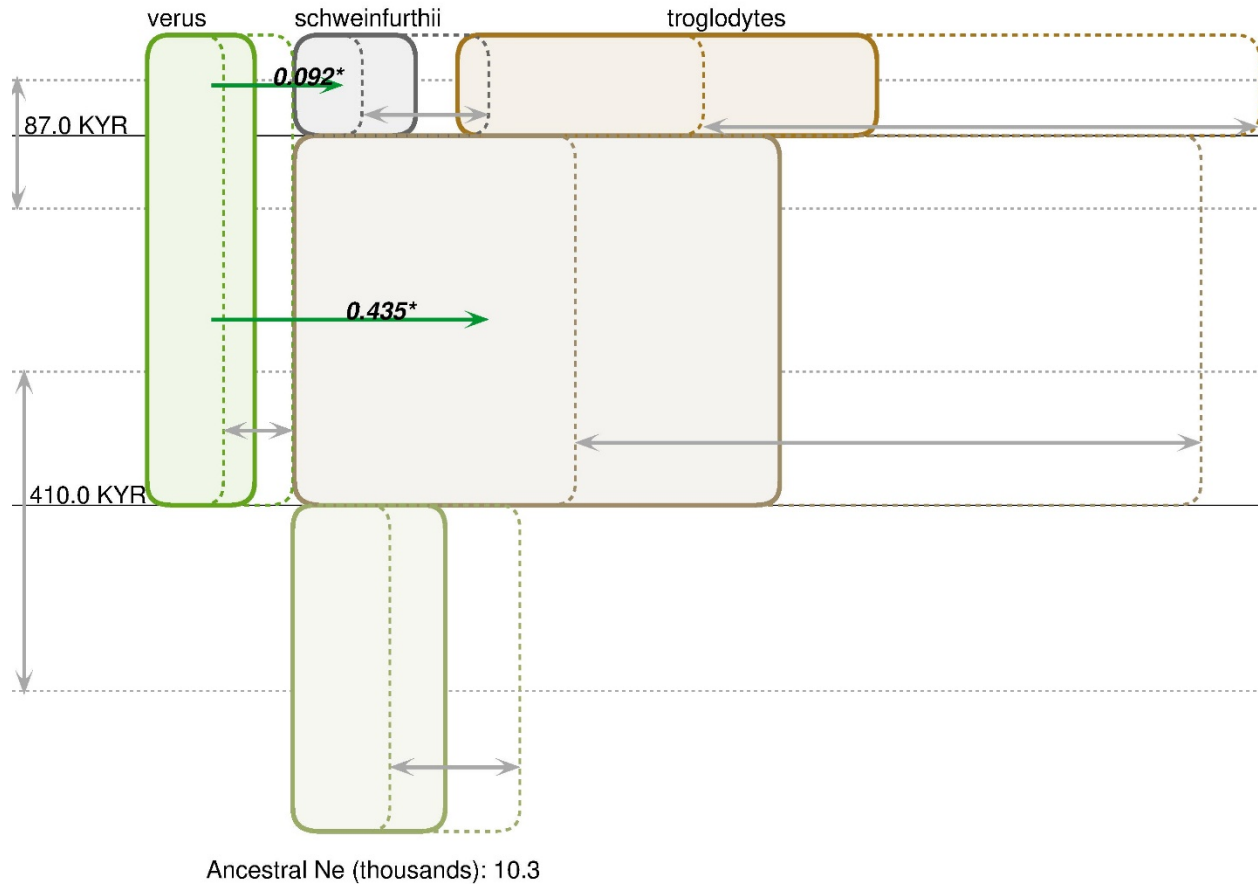 verus schweinfurthii troglodytes
0.092*
87.0 KYR
0.435*
410.0 KYR
Ancestral Ne (thousands): 10.3